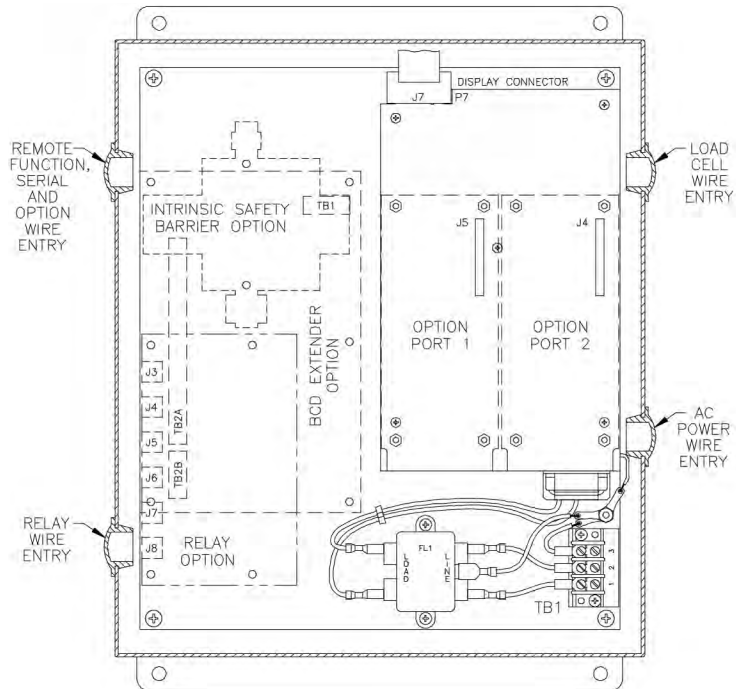 DISPLAY CONNECTOR
J7
P7
REMOTE
FUNCTION,
SERIAL
AND
OPTION
WIRE
ENTRY
LOAD
CELL
WIRE
ENTRY
INTRINSIC SAFETY
BARRIER OPTION
TB1
J5
J4
OPTION
PORT 1
OPTION
PORT 2
BCD EXTENDER
OPTION
J3
J4
J5
J6
J7
J8
TB2A
TB2B
AC
POWER
WIRE
ENTRY
RELAY
WIRE
ENTRY
RELAY
OPTION
FL1
LOAD
LINE
3
2
1
TB1